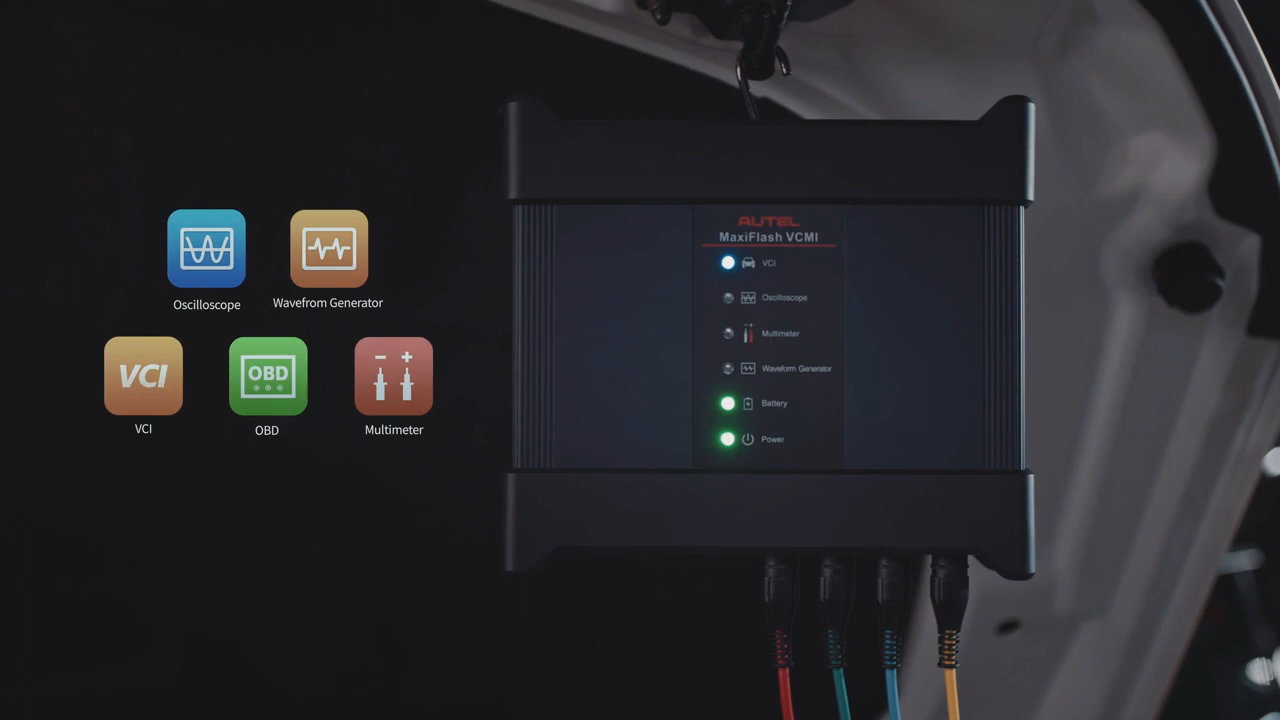 Oscilloscope
Wavefrom Generator
VCI
VCI
OBD
OBD
Multimeter
AUTEL
MaxiFlash VCMI
VCI
Oscilloscope
Multimeter
Waveform Generator
Battery
Power